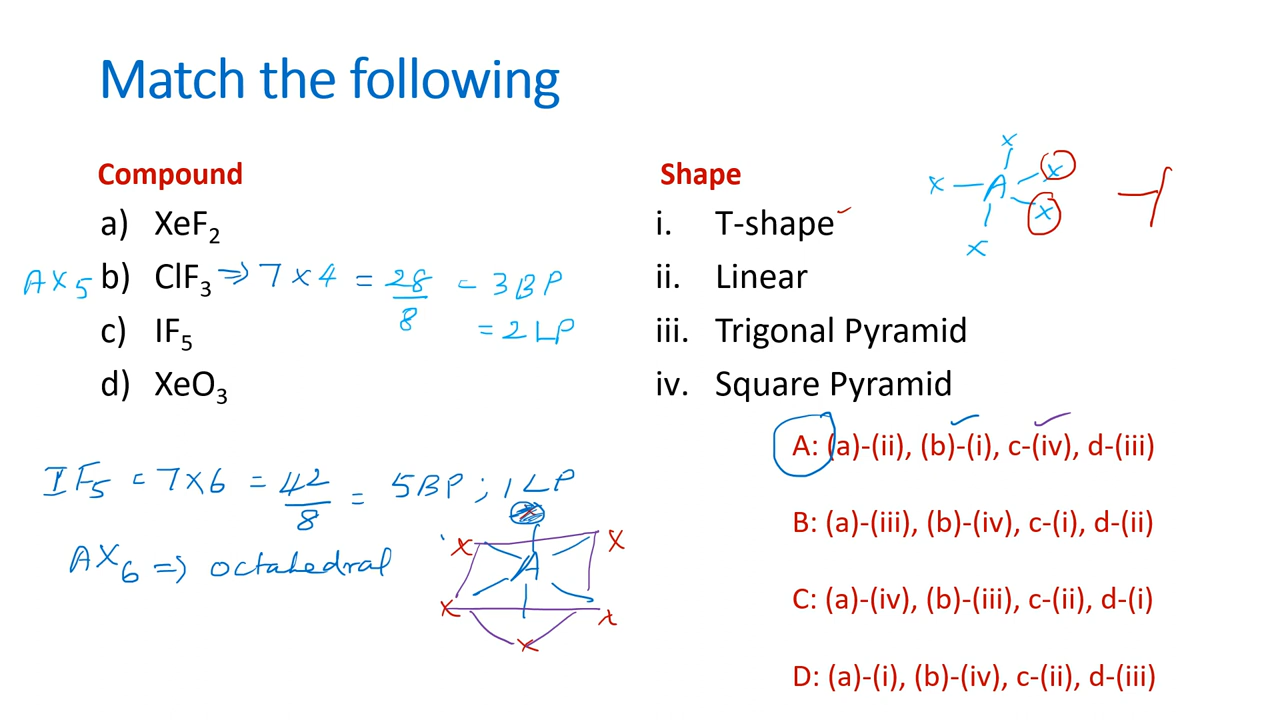 Match the following
Compound
a) XeF₂
AX₅ b) ClF₃ ⇒ 7 × 4 = 28/8 = 3BP
= 2LP
c) IF₅
d) XeO₃
IF₅ = 7×6 = 42/8 = 5BP ; 1LP
AX₆ ⇒ octahedral
X X
A
X X
X
Shape
i. T-shape
ii. Linear
iii. Trigonal Pyramid
iv. Square Pyramid
x
x A x
x
x
A: (a)-(ii), (b)-(i), c-(iv), d-(iii)
B: (a)-(iii), (b)-(iv), c-(i), d-(ii)
C: (a)-(iv), (b)-(iii), c-(ii), d-(i)
D: (a)-(i), (b)-(iv), c-(ii), d-(iii)